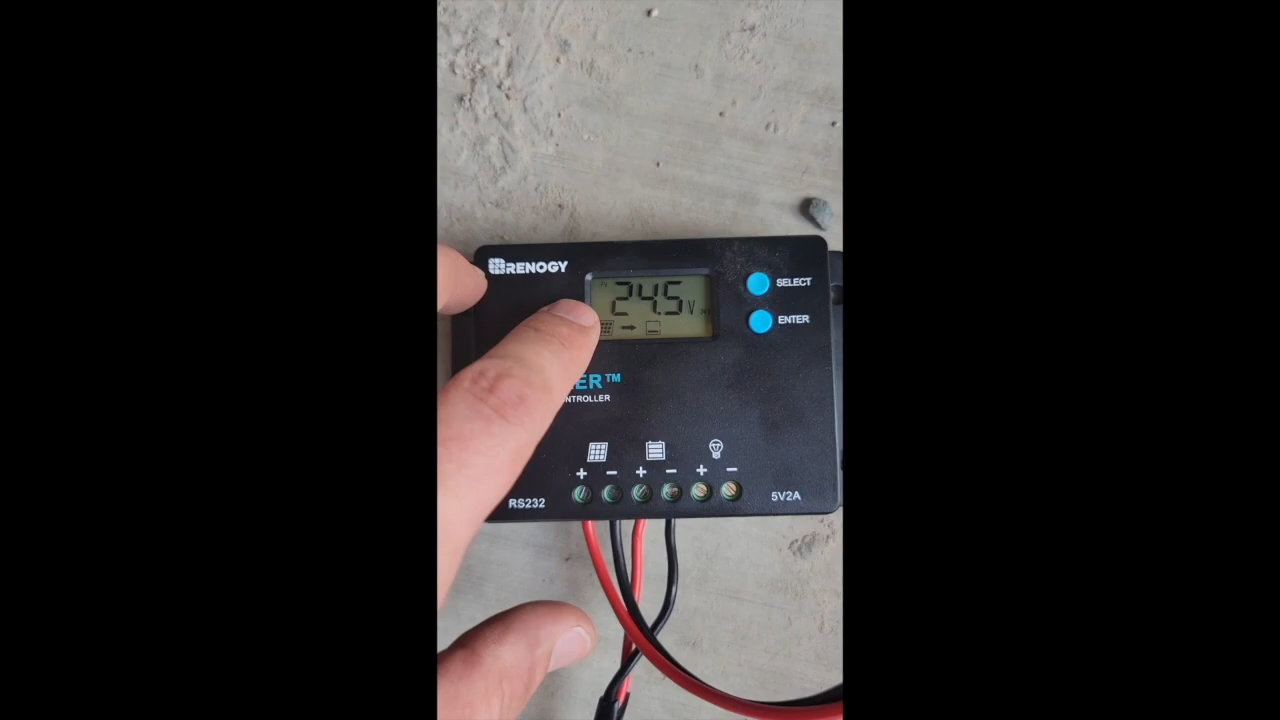 RENOGY
24.5 V
SELECT
ENTER
ER™
NTROLLER
+ − + − + −
RS232
5V2A